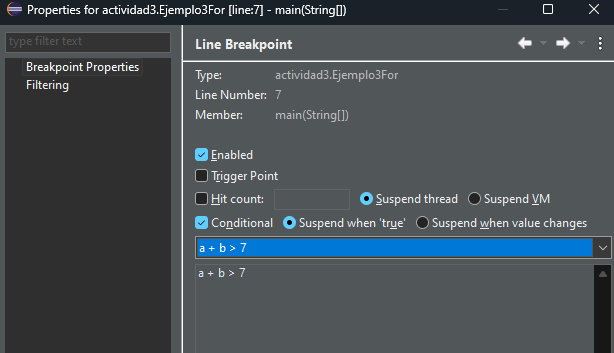 Properties for actividad3.Ejemplo3For [line:7] - main(String[])
type filter text
Breakpoint Properties
Filtering
Line Breakpoint
Type: actividad3.Ejemplo3For
Line Number: 7
Member: main(String[])
Enabled
Trigger Point
Hit count: Suspend thread Suspend VM
Conditional Suspend when 'true' Suspend when value changes
a + b > 7
a + b > 7